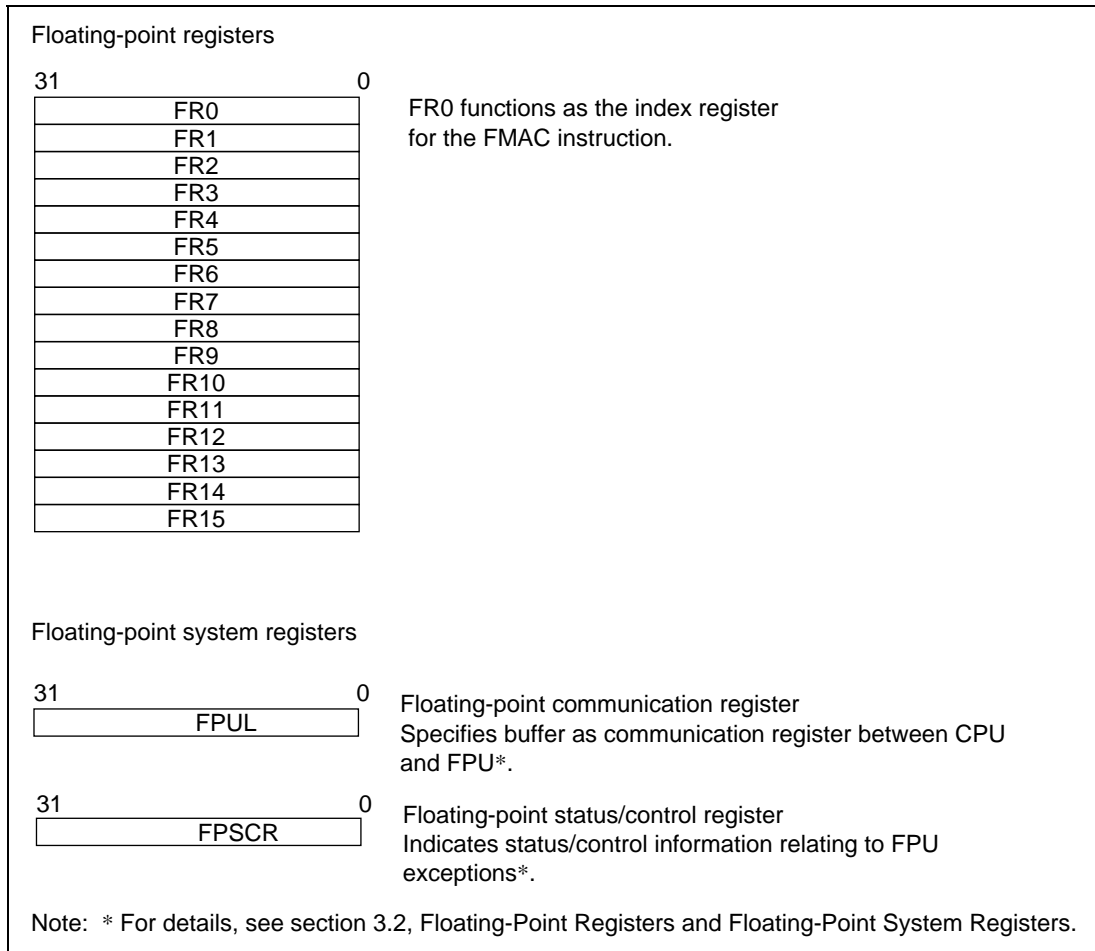 Floating-point registers
31 0
FR0
FR1
FR2
FR3
FR4
FR5
FR6
FR7
FR8
FR9
FR10
FR11
FR12
FR13
FR14
FR15
FR0 functions as the index register
for the FMAC instruction.
Floating-point system registers
31 0
FPUL
Floating-point communication register
Specifies buffer as communication register between CPU
and FPU*.
31 0
FPSCR
Floating-point status/control register
Indicates status/control information relating to FPU
exceptions*.
Note: * For details, see section 3.2, Floating-Point Registers and Floating-Point System Registers.